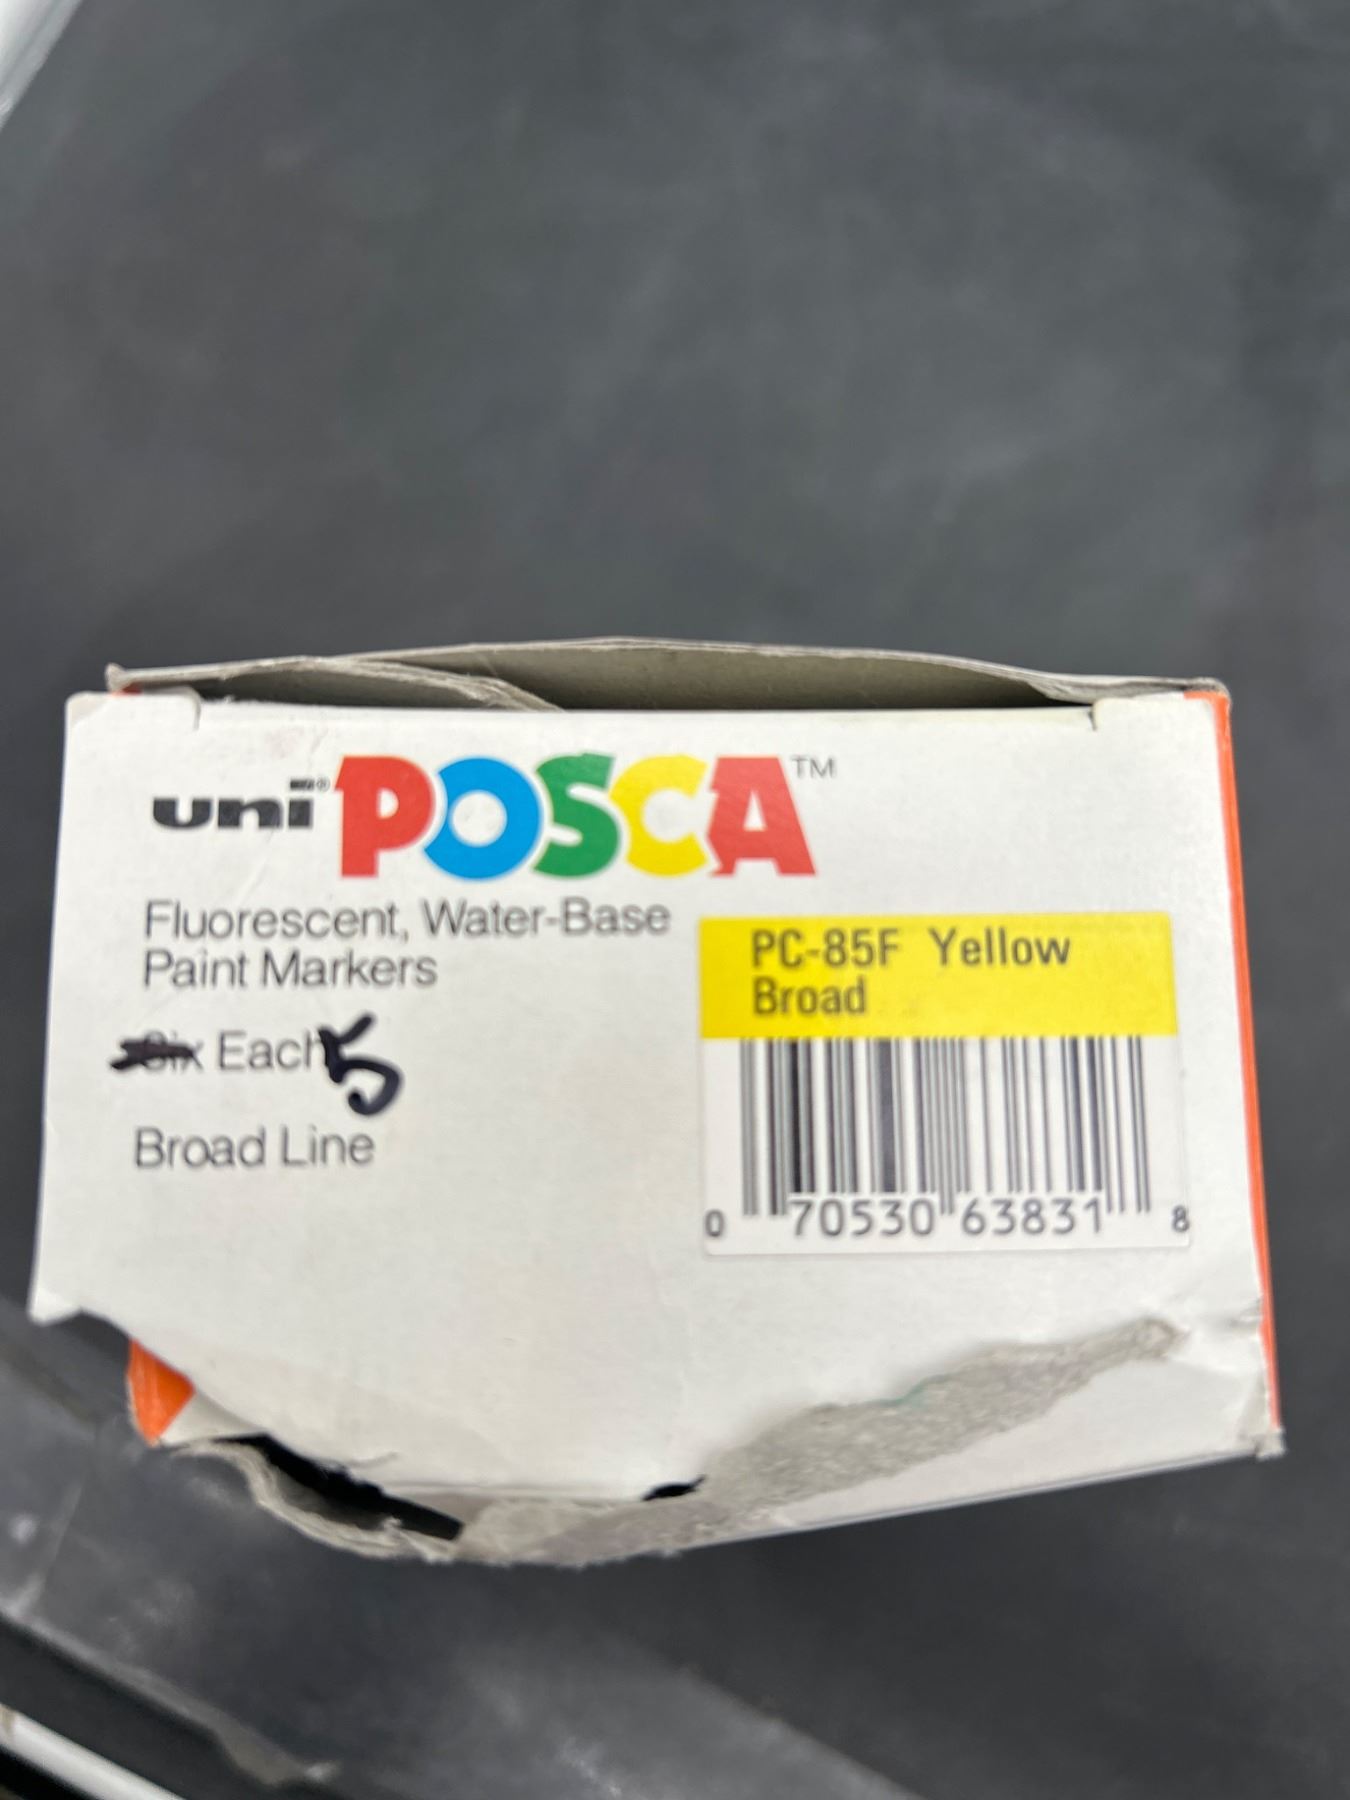 uni® POSCA™
Fluorescent, Water-Base
Paint Markers
Six Each 5
Broad Line
PC-85F Yellow
Broad
0 70530 63831 8